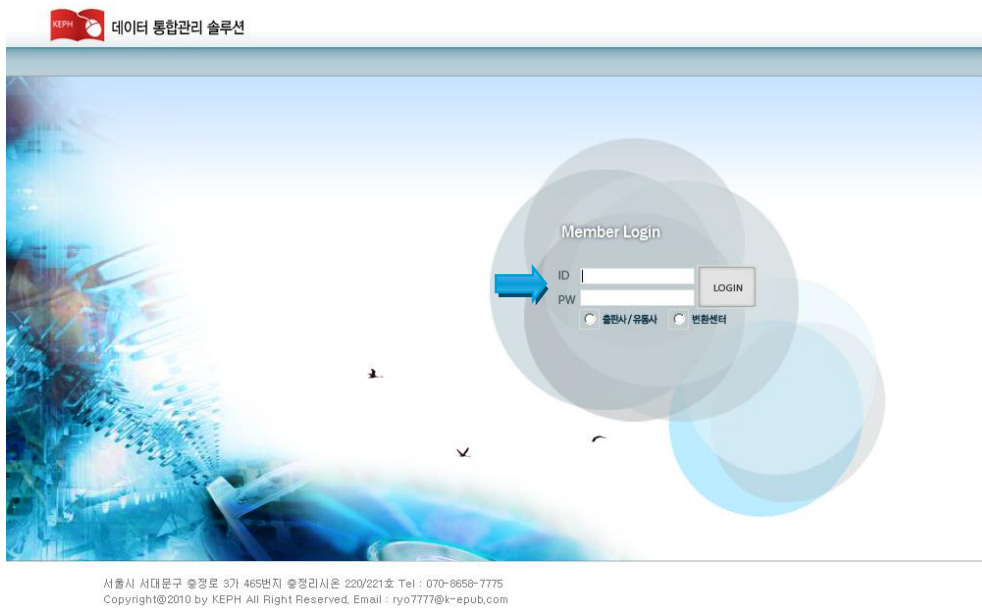 KEPH 데이터 통합관리 솔루션
Member Login
ID
LOGIN
PW
출판사/유통사 변환센터
서울시 서대문구 충정로 3가 465번지 충정리시온 220/221호 Tel : 070-8658-7775
Copyright@2010 by KEPH All Right Reserved, Email : ryo7777@k-epub,com